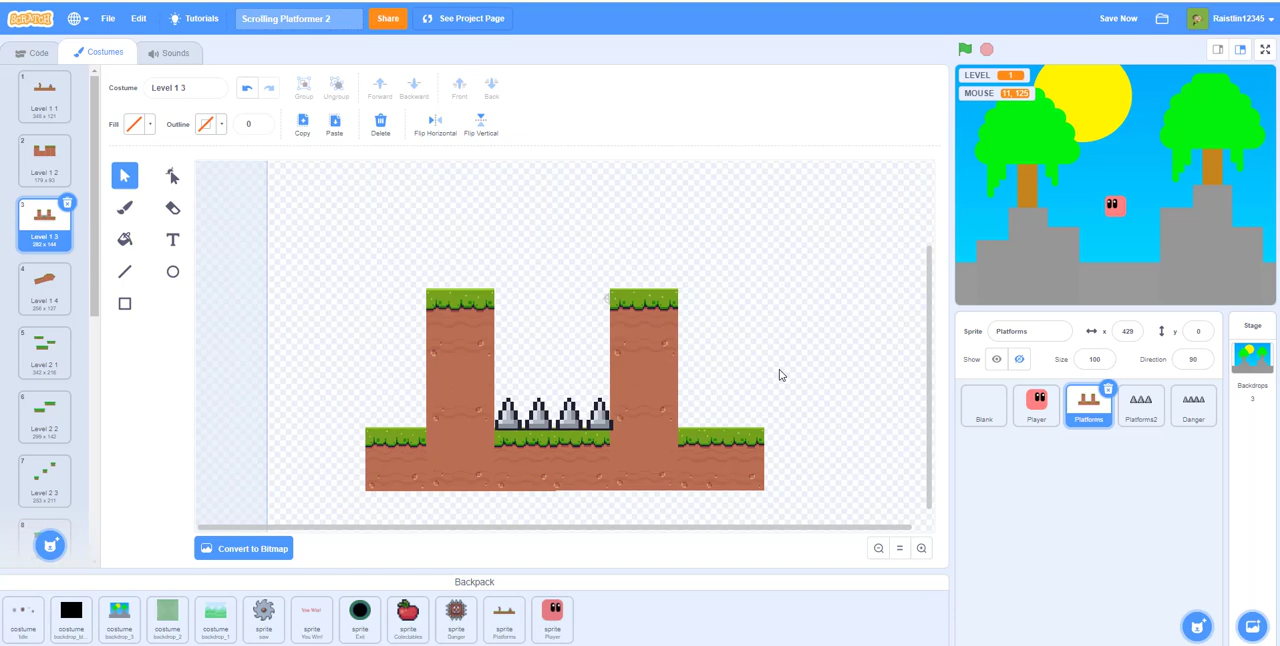 SCRATCH File Edit Tutorials Scrolling Platformer 2 Share See Project Page Save Now Raistlin12345
Code Costumes Sounds
Costume Level 1 3 Group Ungroup Forward Backward Front Back
Fill Outline 0 Copy Paste Delete Flip Horizontal Flip Vertical
1
Level 1 1
2
Level 1 2
179 x 93
3
Level 1 3
282 x 144
4
Level 1 4
256 x 137
5
Level 2 1
342 x 216
6
Level 2 2
299 x 142
7
Level 2 3
253 x 211
8
Convert to Bitmap
LEVEL 1
MOUSE 11, 125
Sprite Platforms x 429 y 0
Show Size 100 Direction 90
Blank Player Platforms Platforms2 Danger
Stage
Backdrops
3
Backpack
You Win!
costume costume costume costume costume sprite sprite sprite sprite sprite sprite sprite
backdrop_bl... backdrop_3 backdrop_2 backdrop_1 saw You Win! Exit Collectables Danger Platforms Player